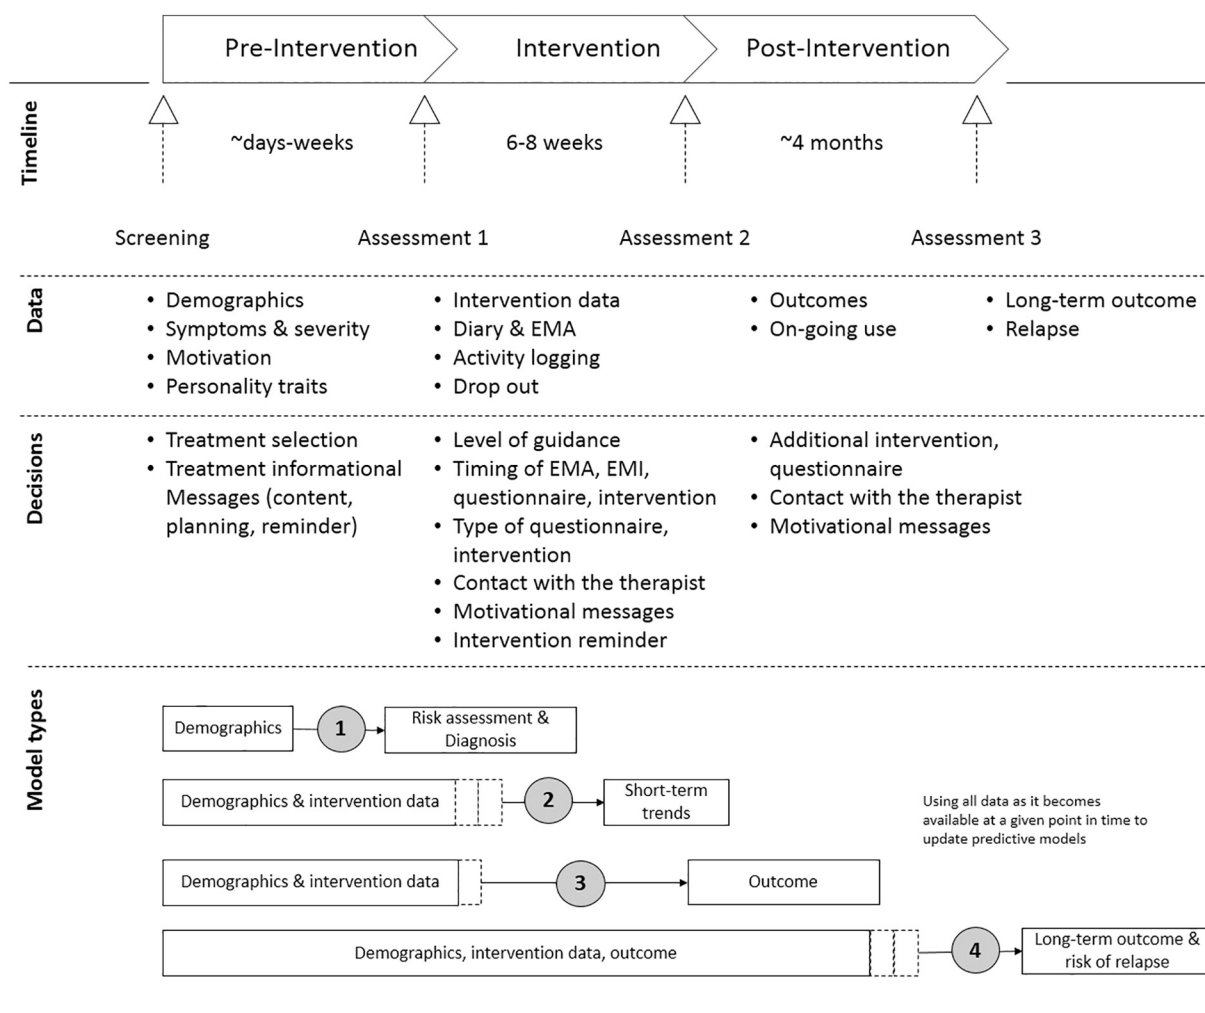 Pre-Intervention
Intervention
Post-Intervention
Timeline
~days-weeks
6-8 weeks
~4 months
Screening
Assessment 1
Assessment 2
Assessment 3
Data
• Demographics
• Symptoms & severity
• Motivation
• Personality traits
• Intervention data
• Diary & EMA
• Activity logging
• Drop out
• Outcomes
• On-going use
• Long-term outcome
• Relapse
Decisions
• Treatment selection
• Treatment informational
Messages (content,
planning, reminder)
• Level of guidance
• Timing of EMA, EMI,
questionnaire, intervention
• Type of questionnaire,
intervention
• Contact with the therapist
• Motivational messages
• Intervention reminder
• Additional intervention,
questionnaire
• Contact with the therapist
• Motivational messages
Model types
Demographics
1
Risk assessment &
Diagnosis
Demographics & intervention data
2
Short-term
trends
Using all data as it becomes
available at a given point in time to
update predictive models
Demographics & intervention data
3
Outcome
Demographics, intervention data, outcome
4
Long-term outcome &
risk of relapse